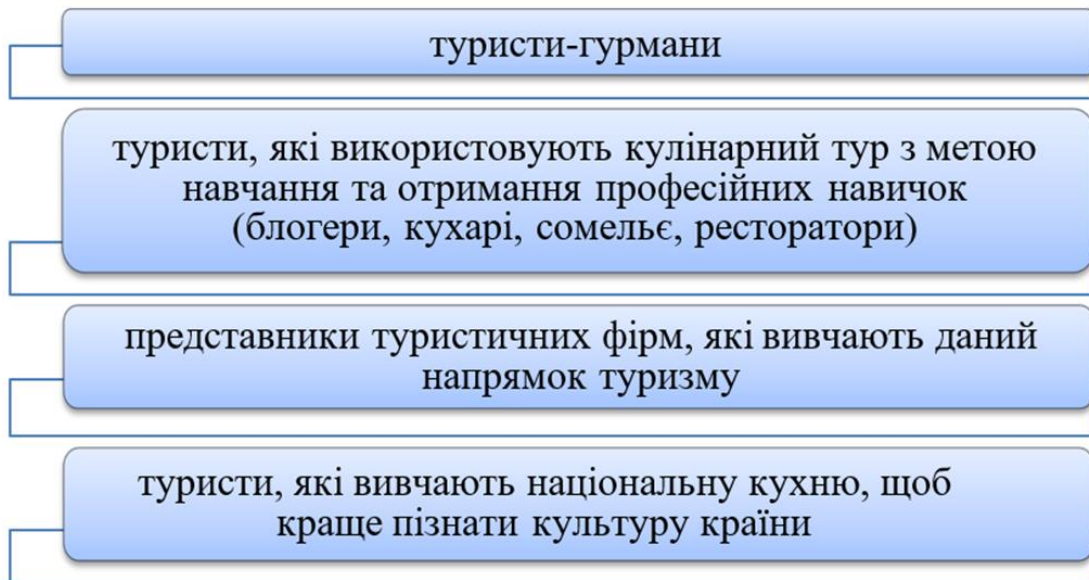 туристи-гурмани
туристи, які використовують кулінарний тур з метою
навчання та отримання професійних навичок
(блогери, кухарі, сомельє, ресторатори)
представники туристичних фірм, які вивчають даний
напрямок туризму
туристи, які вивчають національну кухню, щоб
краще пізнати культуру країни